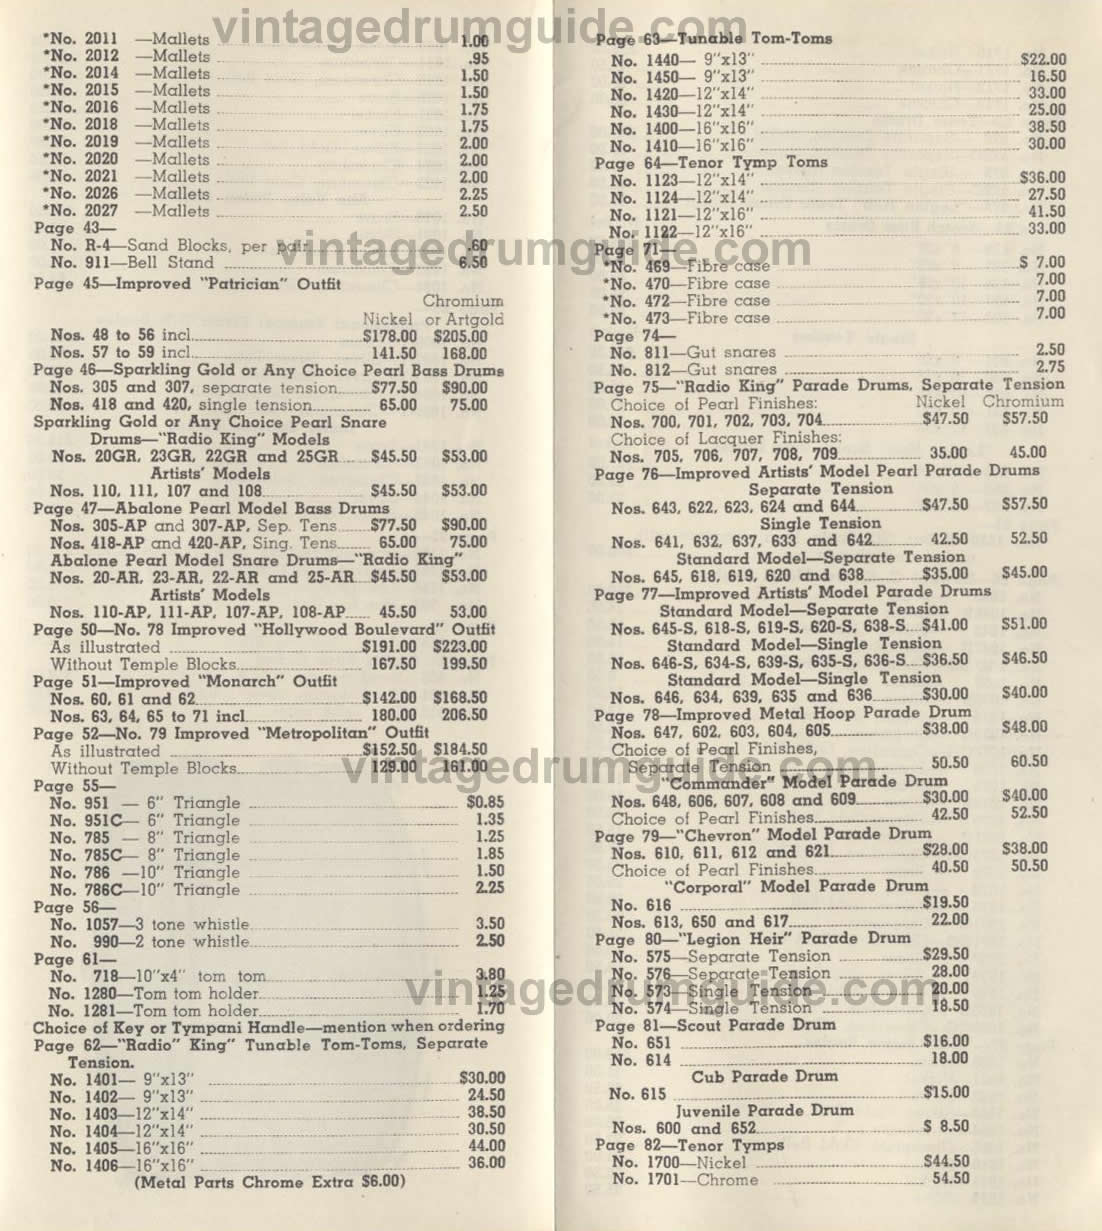 vintagedrumguide.com
*No. 2011 —Mallets 1.00
*No. 2012 —Mallets .95
*No. 2014 —Mallets 1.50
*No. 2015 —Mallets 1.50
*No. 2016 —Mallets 1.75
*No. 2018 —Mallets 1.75
*No. 2019 —Mallets 2.00
*No. 2020 —Mallets 2.00
*No. 2021 —Mallets 2.00
*No. 2026 —Mallets 2.25
*No. 2027 —Mallets 2.50
Page 43—
No. R-4—Sand Blocks, per pair .60
No. 911—Bell Stand 6.50
Page 45—Improved "Patrician" Outfit
Chromium
Nickel or Artgold
Nos. 48 to 56 incl. $178.00 $205.00
Nos. 57 to 59 incl. 141.50 168.00
Page 46—Sparkling Gold or Any Choice Pearl Bass Drums
Nos. 305 and 307, separate tension $77.50 $90.00
Nos. 418 and 420, single tension 65.00 75.00
Sparkling Gold or Any Choice Pearl Snare
Drums—"Radio King" Models
Nos. 20GR, 23GR, 22GR and 25GR $45.50 $53.00
Artists' Models
Nos. 110, 111, 107 and 108 $45.50 $53.00
Page 47—Abalone Pearl Model Bass Drums
Nos. 305-AP and 307-AP, Sep. Tens. $77.50 $90.00
Nos. 418-AP and 420-AP, Sing. Tens. 65.00 75.00
Abalone Pearl Model Snare Drums—"Radio King"
Nos. 20-AR, 23-AR, 22-AR and 25-AR $45.50 $53.00
Artists' Models
Nos. 110-AP, 111-AP, 107-AP, 108-AP 45.50 53.00
Page 50—No. 78 Improved "Hollywood Boulevard" Outfit
As illustrated $191.00 $223.00
Without Temple Blocks 167.50 199.50
Page 51—Improved "Monarch" Outfit
Nos. 60, 61 and 62 $142.00 $168.50
Nos. 63, 64, 65 to 71 incl. 180.00 206.50
Page 52—No. 79 Improved "Metropolitan" Outfit
As illustrated $152.50 $184.50
Without Temple Blocks 129.00 161.00
Page 55—
No. 951 — 6" Triangle $0.85
No. 951C— 6" Triangle 1.35
No. 785 — 8" Triangle 1.25
No. 785C— 8" Triangle 1.85
No. 786 —10" Triangle 1.50
No. 786C—10" Triangle 2.25
Page 56—
No. 1057—3 tone whistle 3.50
No. 990—2 tone whistle 2.50
Page 61—
No. 718—10"x4" tom tom 3.80
No. 1280—Tom tom holder 1.25
No. 1281—Tom tom holder 1.70
Choice of Key or Tympani Handle—mention when ordering
Page 62—"Radio" King" Tunable Tom-Toms, Separate
Tension.
No. 1401— 9"x13" $30.00
No. 1402— 9"x13" 24.50
No. 1403—12"x14" 38.50
No. 1404—12"x14" 30.50
No. 1405—16"x16" 44.00
No. 1406—16"x16" 36.00
(Metal Parts Chrome Extra $6.00)
Page 63—Tunable Tom-Toms
No. 1440— 9"x13" $22.00
No. 1450— 9"x13" 16.50
No. 1420—12"x14" 33.00
No. 1430—12"x14" 25.00
No. 1400—16"x16" 38.50
No. 1410—16"x16" 30.00
Page 64—Tenor Tymp Toms
No. 1123—12"x14" $36.00
No. 1124—12"x14" 27.50
No. 1121—12"x16" 41.50
No. 1122—12"x16" 33.00
vintagedrumguide.com
Page 71—
*No. 469—Fibre case $ 7.00
*No. 470—Fibre case 7.00
*No. 472—Fibre case 7.00
*No. 473—Fibre case 7.00
Page 74—
No. 811—Gut snares 2.50
No. 812—Gut snares 2.75
Page 75—"Radio King" Parade Drums, Separate Tension
Choice of Pearl Finishes: Nickel Chromium
Nos. 700, 701, 702, 703, 704 $47.50 $57.50
Choice of Lacquer Finishes:
Nos. 705, 706, 707, 708, 709 35.00 45.00
Page 76—Improved Artists' Model Pearl Parade Drums
Separate Tension
Nos. 643, 622, 623, 624 and 644 $47.50 $57.50
Single Tension
Nos. 641, 632, 637, 633 and 642 42.50 52.50
Standard Model—Separate Tension
Nos. 645, 618, 619, 620 and 638 $35.00 $45.00
Page 77—Improved Artists' Model Parade Drums
Standard Model—Separate Tension
Nos. 645-S, 618-S, 619-S, 620-S, 638-S $41.00 $51.00
Standard Model—Single Tension
Nos. 646-S, 634-S, 639-S, 635-S, 636-S $36.50 $46.50
Standard Model—Single Tension
Nos. 646, 634, 639, 635 and 636 $30.00 $40.00
Page 78—Improved Metal Hoop Parade Drum
Nos. 647, 602, 603, 604, 605 $38.00 $48.00
Choice of Pearl Finishes,
Separate Tension 50.50 60.50
vintagedrumguide.com
"Commander" Model Parade Drum
Nos. 648, 606, 607, 608 and 609 $30.00 $40.00
Choice of Pearl Finishes 42.50 52.50
Page 79—"Chevron" Model Parade Drum
Nos. 610, 611, 612 and 621 $28.00 $38.00
Choice of Pearl Finishes 40.50 50.50
"Corporal" Model Parade Drum
No. 616 $19.50
Nos. 613, 650 and 617 22.00
Page 80—"Legion Heir" Parade Drum
No. 575—Separate Tension $29.50
No. 576—Separate Tension 28.00
No. 573—Single Tension 20.00
No. 574—Single Tension 18.50
vintagedrumguide.com
Page 81—Scout Parade Drum
No. 651 $16.00
No. 614 18.00
Cub Parade Drum
No. 615 $15.00
Juvenile Parade Drum
Nos. 600 and 652 $ 8.50
Page 82—Tenor Tymps
No. 1700—Nickel $44.50
No. 1701—Chrome 54.50